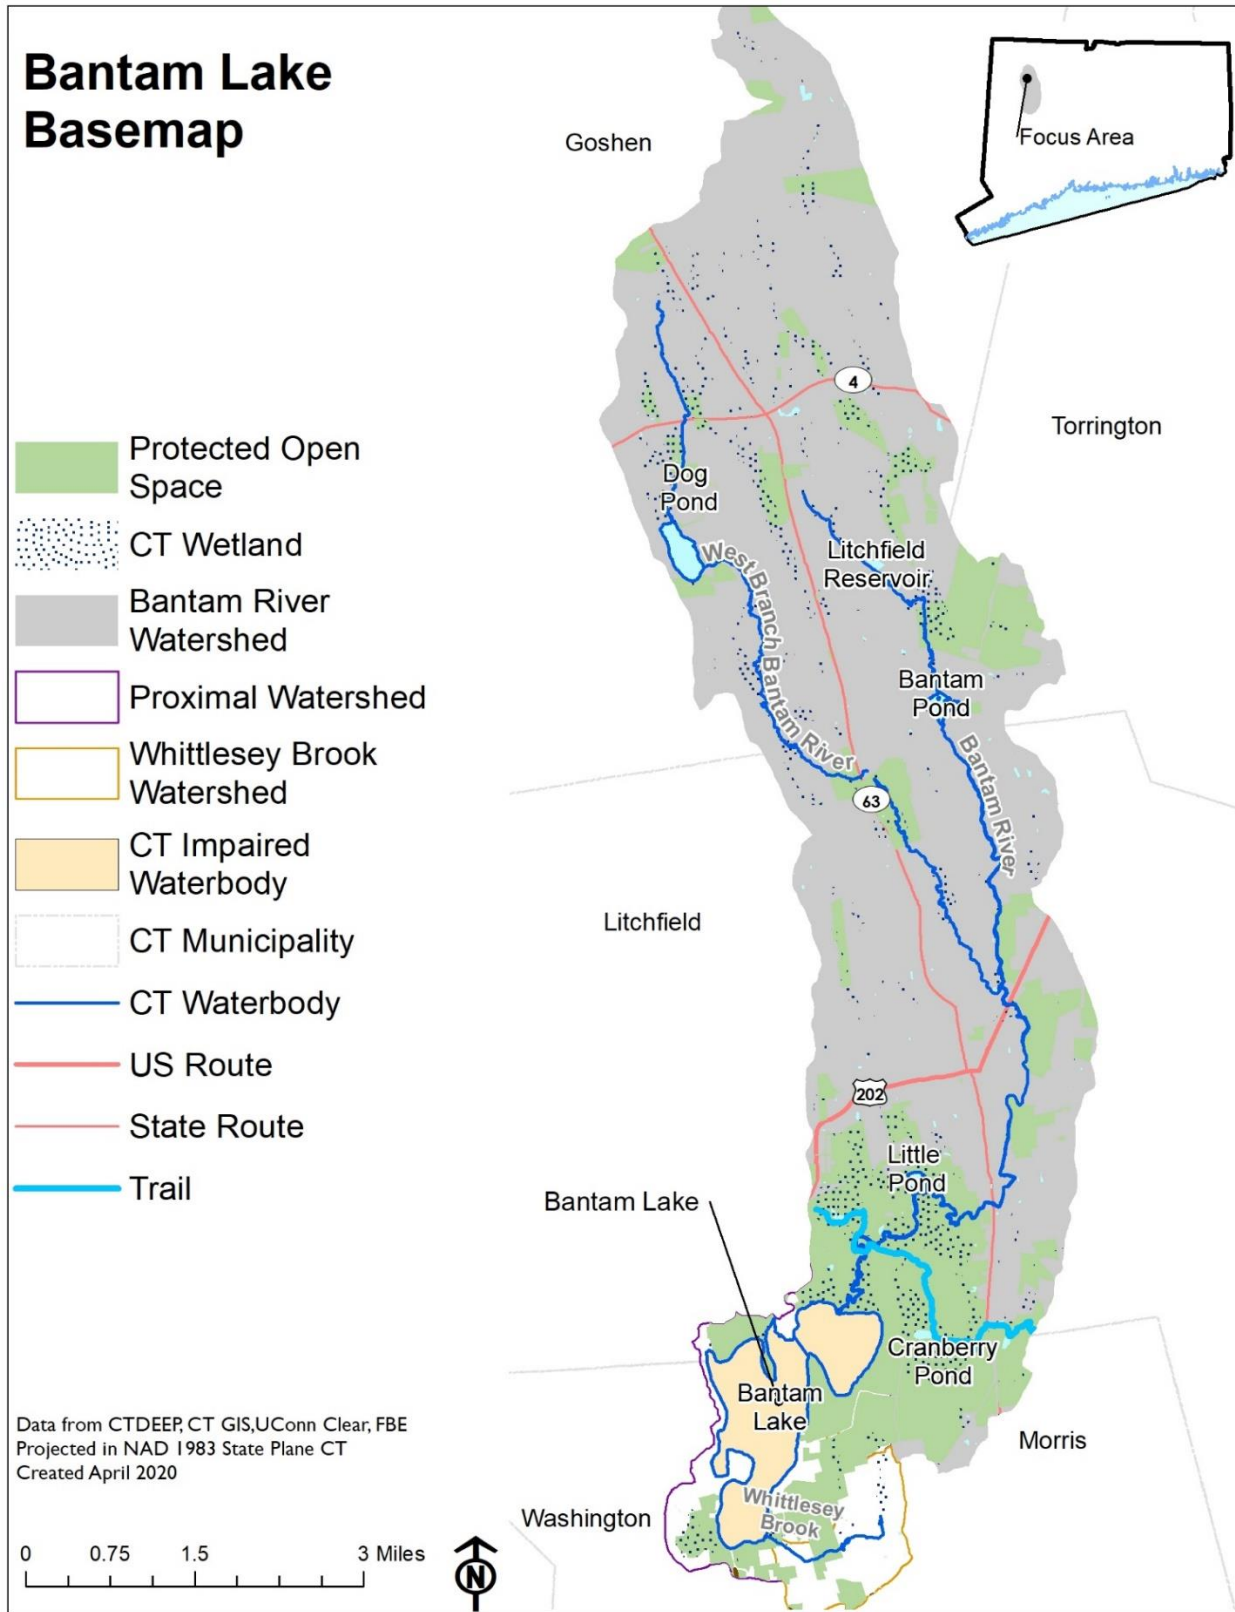 Bantam Lake
Basemap
Goshen
Focus Area
4
Torrington
Protected Open
Space
CT Wetland
Bantam River
Watershed
Proximal Watershed
Whittlesey Brook
Watershed
CT Impaired
Waterbody
CT Municipality
CT Waterbody
US Route
State Route
Trail
Dog
Pond
West Branch Bantam River
Litchfield
Reservoir
Bantam
Pond
Bantam River
63
Litchfield
202
Little
Pond
Bantam Lake
Cranberry
Pond
Bantam
Lake
Morris
Whittlesey
Brook
Washington
Data from CTDEEP, CT GIS,UConn Clear, FBE
Projected in NAD 1983 State Plane CT
Created April 2020
0 0.75 1.5 3 Miles
N